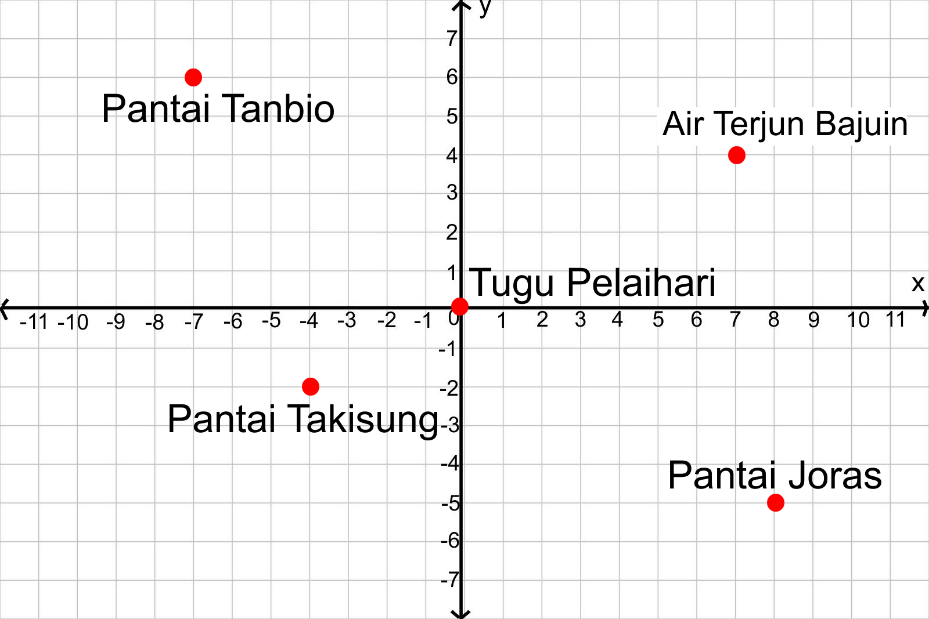 y
7
6
Pantai Tanbio
5
Air Terjun Bajuin
4
3
2
1
Tugu Pelaihari
x
-11 -10 -9 -8 -7 -6 -5 -4 -3 -2 -1 0 1 2 3 4 5 6 7 8 9 10 11
-1
-2
Pantai Takisung
-3
-4
Pantai Joras
-5
-6
-7